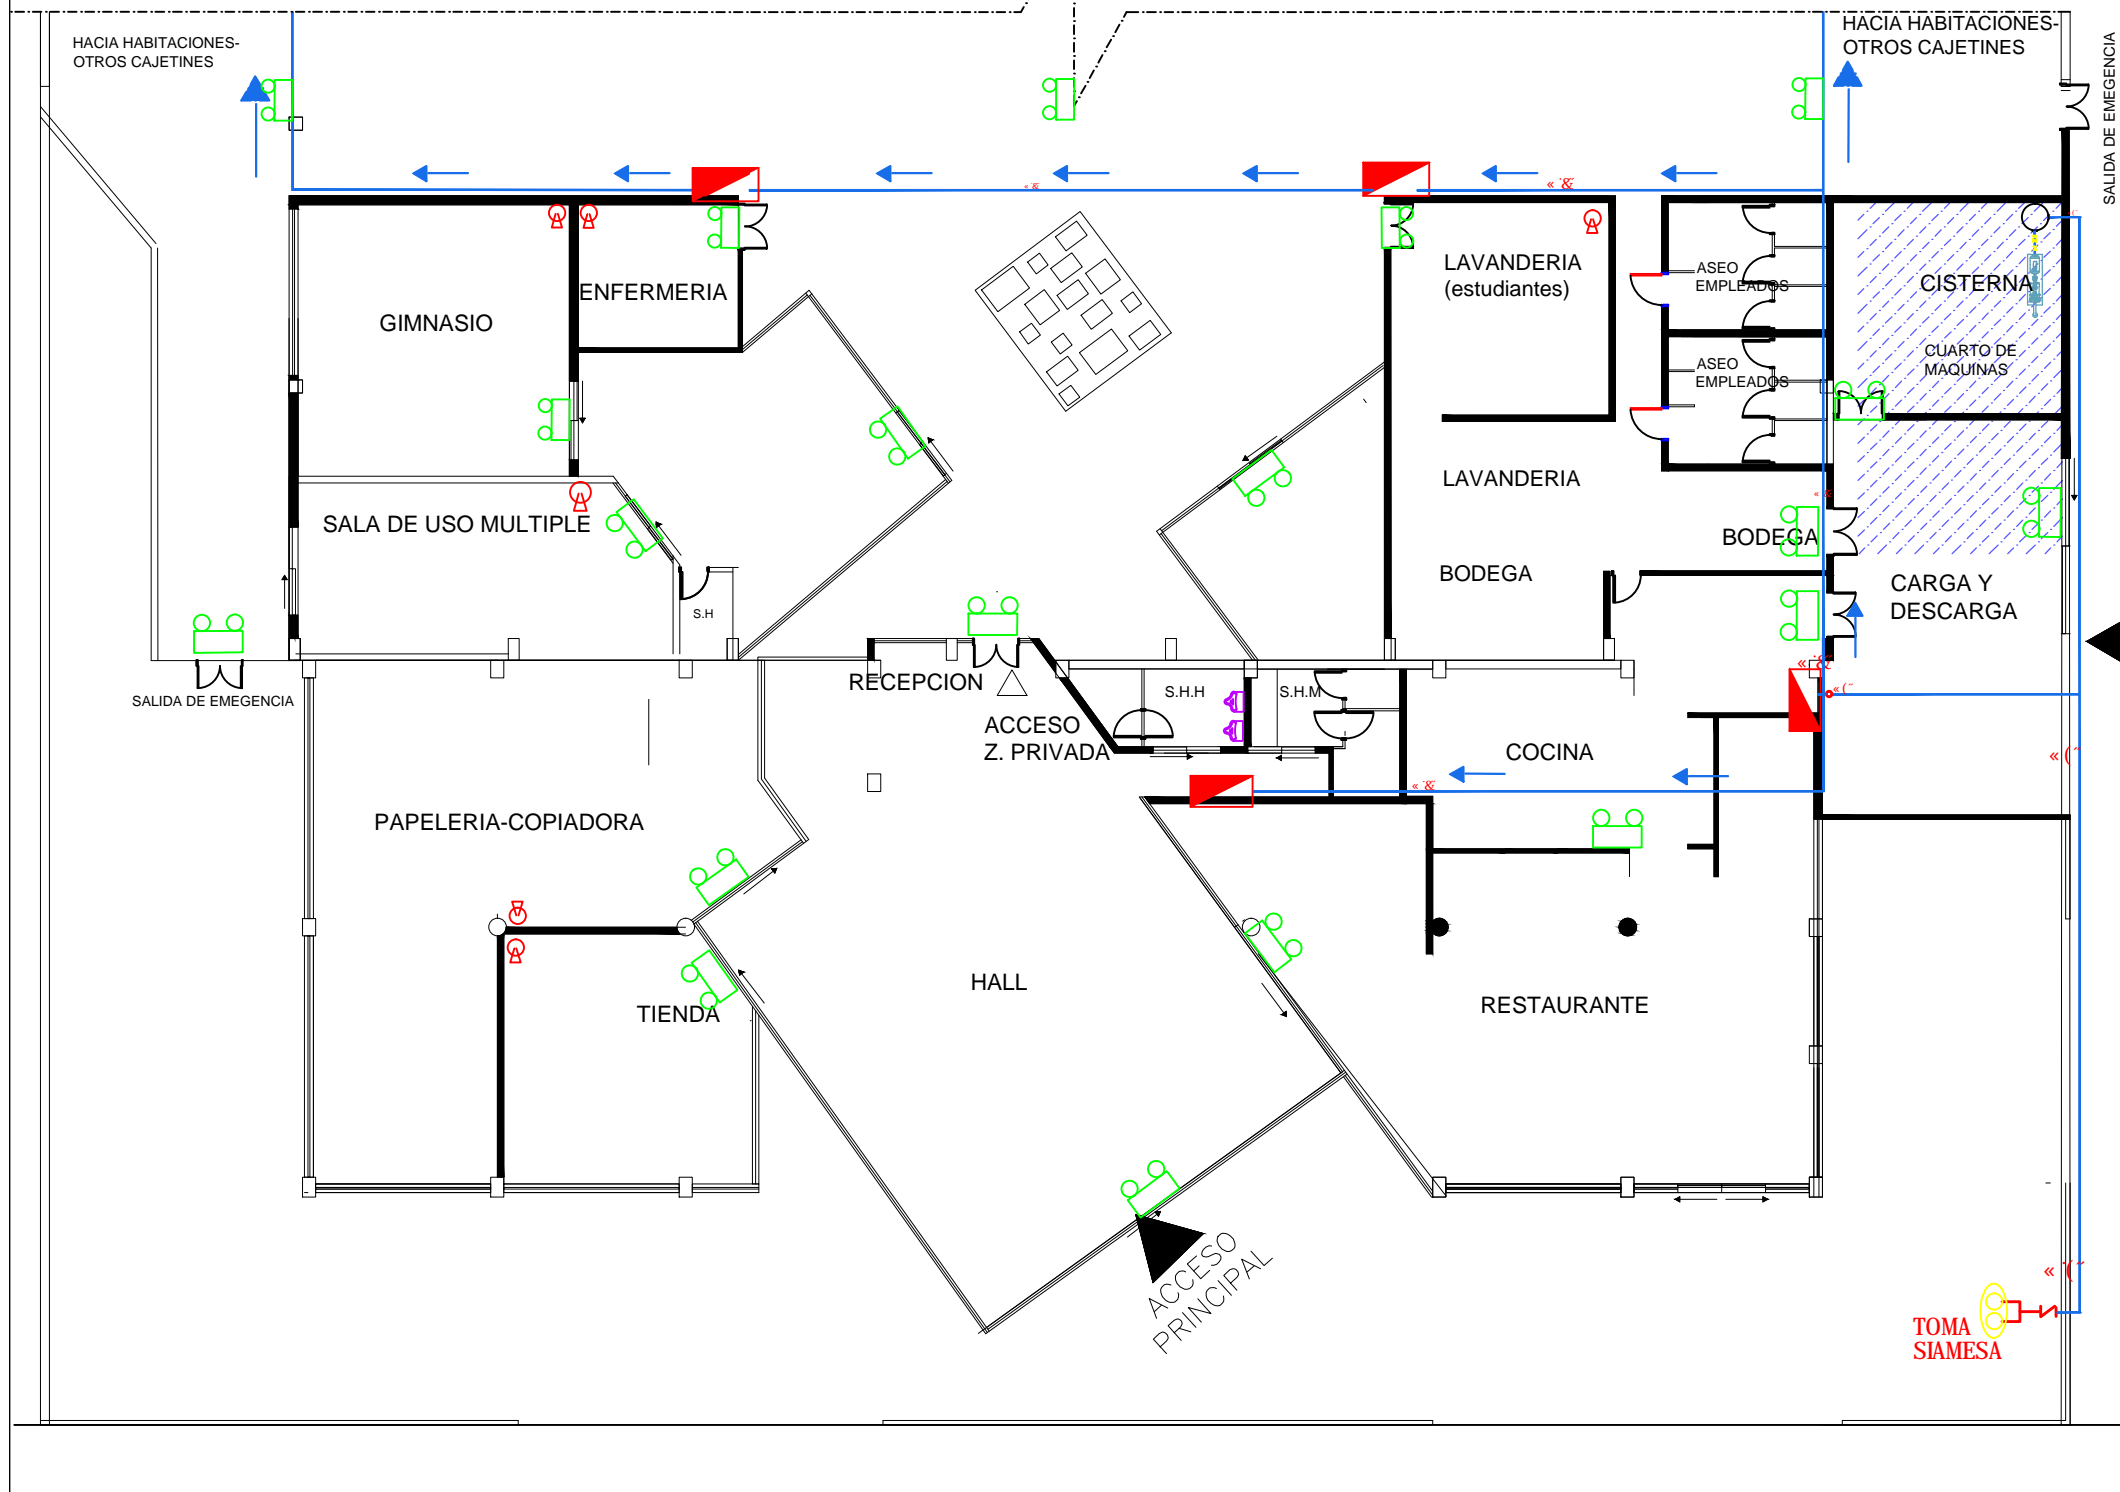 HACIA HABITACIONES-
OTROS CAJETINES
HACIA HABITACIONES-
OTROS CAJETINES
SALIDA DE EMEGENCIA
GIMNASIO
ENFERMERIA
LAVANDERIA
(estudiantes)
ASEO
EMPLEADOS
CISTERNA
CUARTO DE
MAQUINAS
ASEO
EMPLEADOS
SALA DE USO MULTIPLE
LAVANDERIA
BODEGA
BODEGA
CARGA Y
DESCARGA
S.H
SALIDA DE EMEGENCIA
RECEPCION
S.H.H
S.H.M
ACCESO
Z. PRIVADA
COCINA
PAPELERIA-COPIADORA
HALL
TIENDA
RESTAURANTE
ACCESO
PRINCIPAL
TOMA
SIAMESA